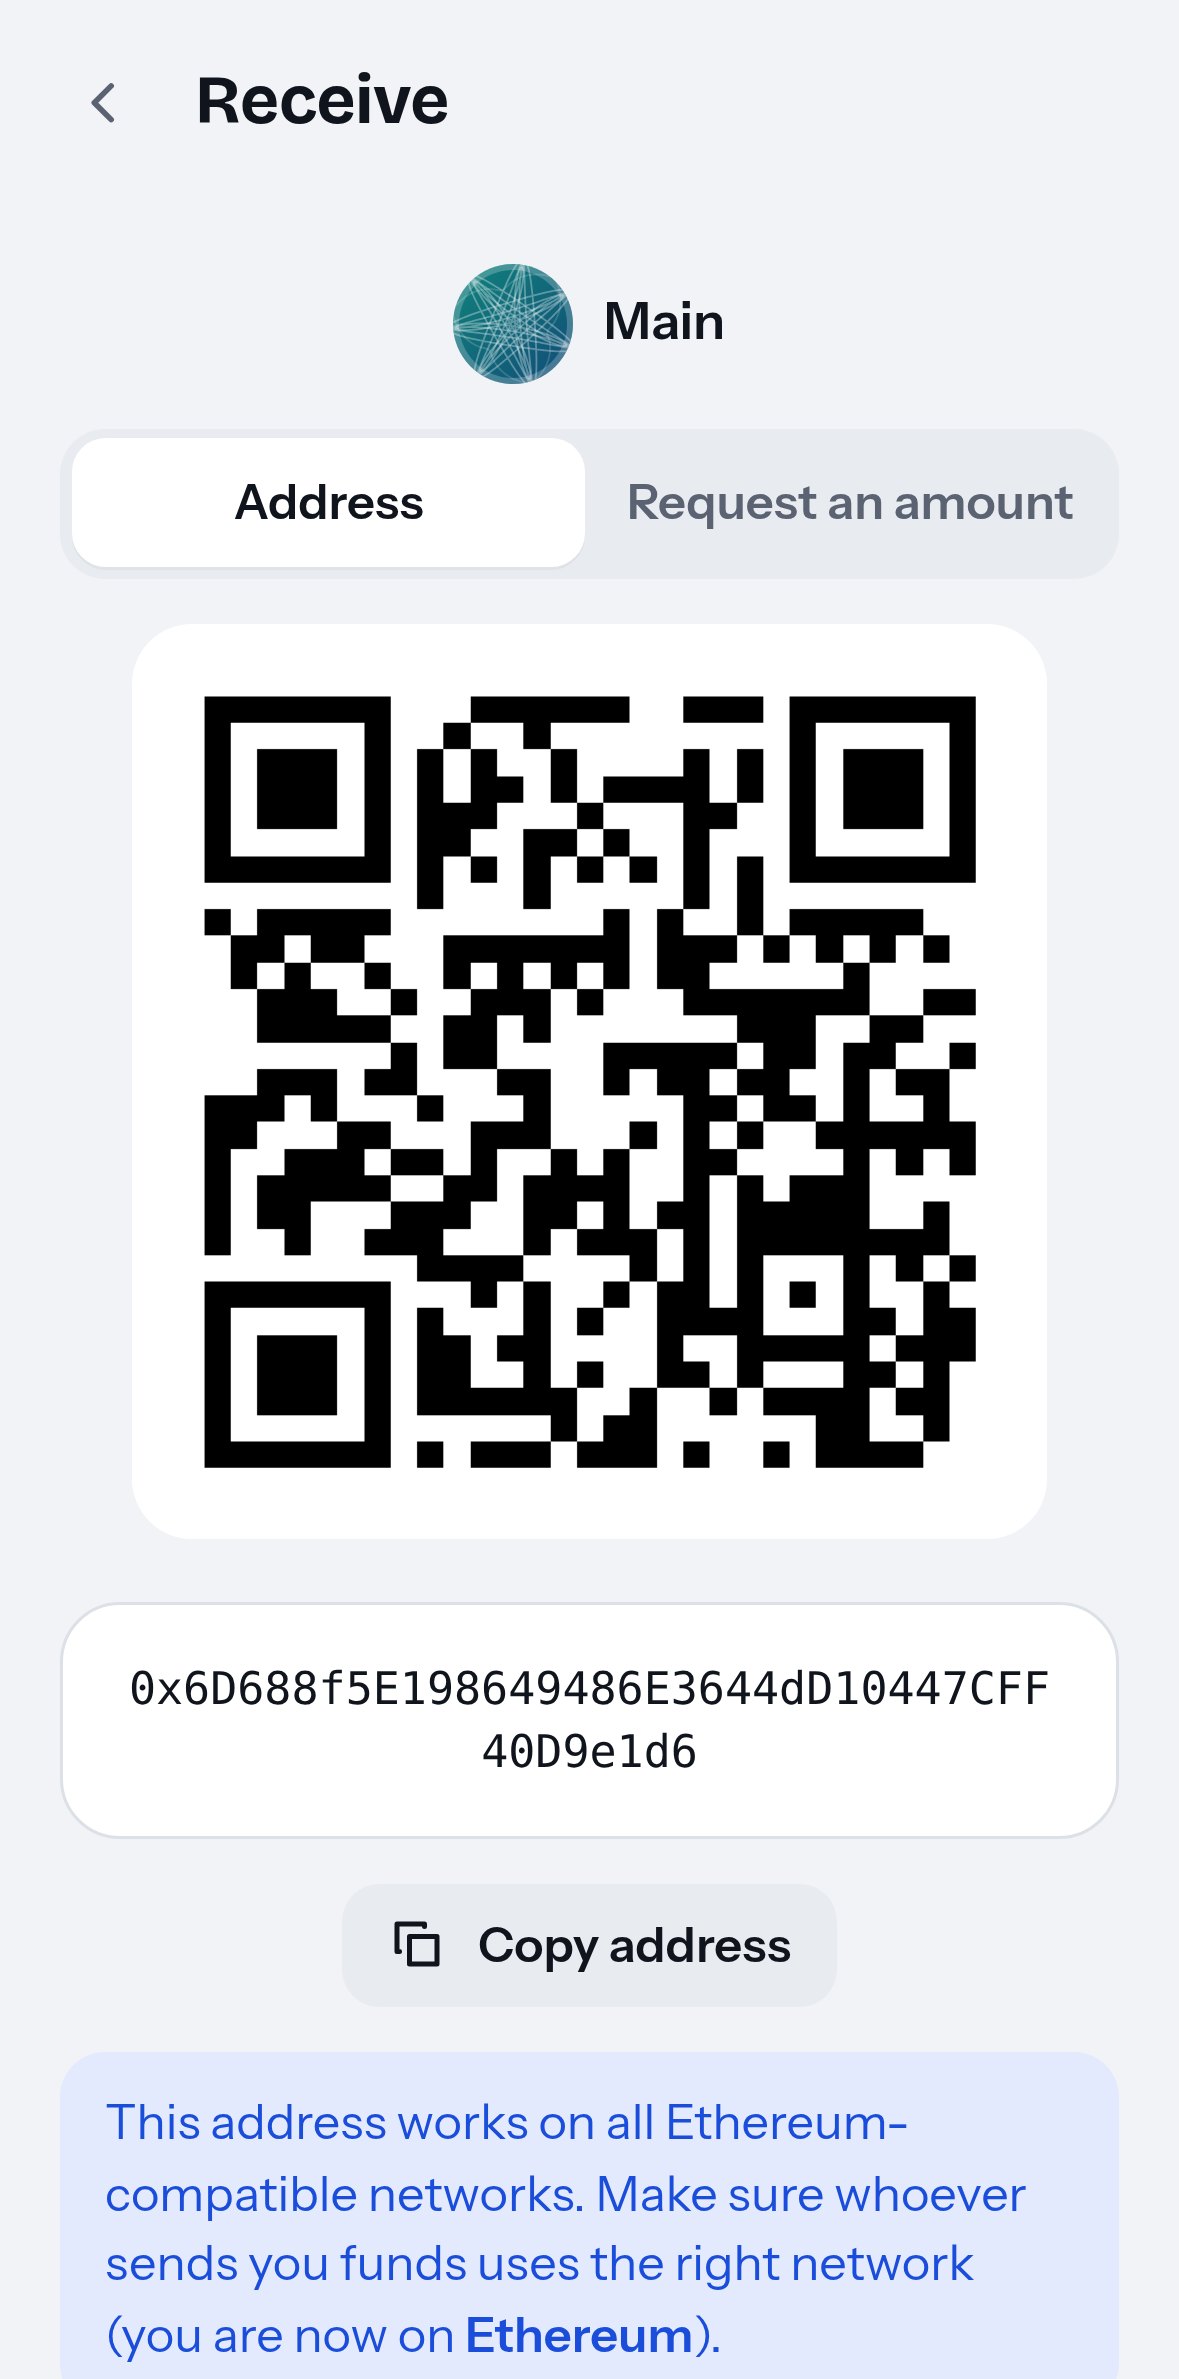 Receive
Main
Address
Request an amount
0x6D688f5E198649486E3644dD10447CFF
40D9e1d6
Copy address
This address works on all Ethereum-
compatible networks. Make sure whoever
sends you funds uses the right network
(you are now on Ethereum).